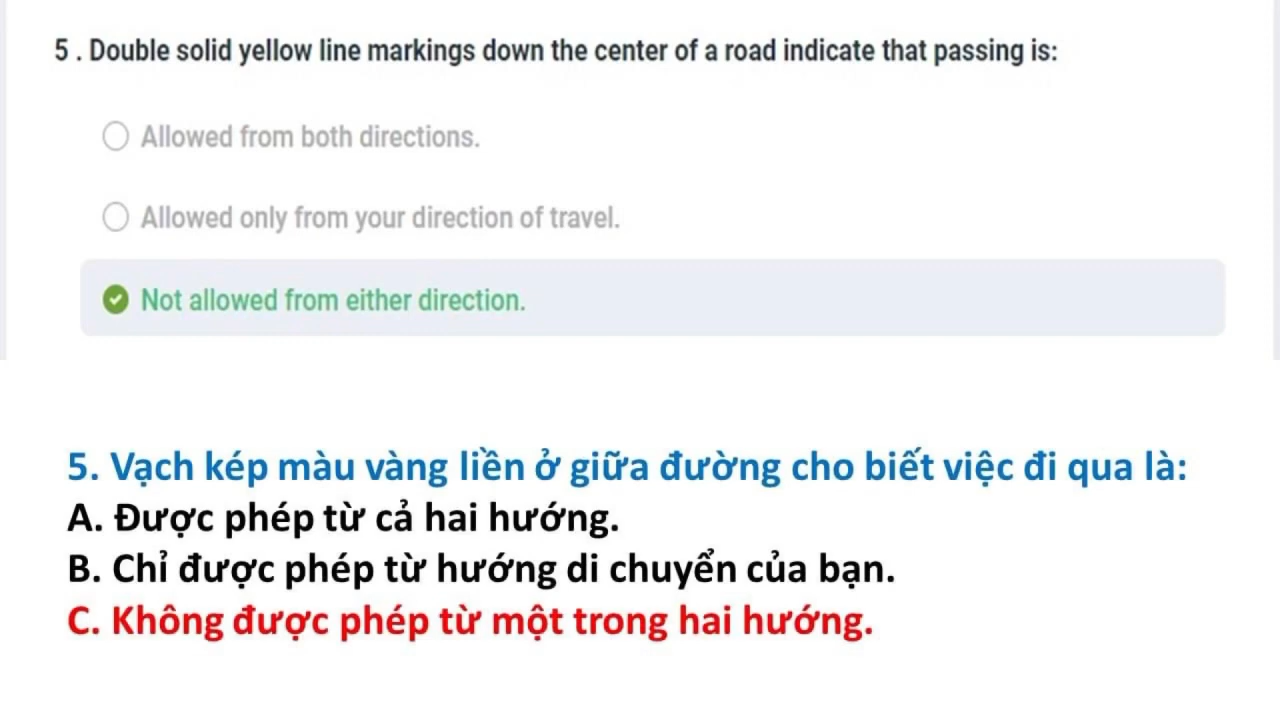 5 . Double solid yellow line markings down the center of a road indicate that passing is:
Allowed from both directions.
Allowed only from your direction of travel.
Not allowed from either direction.
5. Vạch kép màu vàng liền ở giữa đường cho biết việc đi qua là:
A. Được phép từ cả hai hướng.
B. Chỉ được phép từ hướng di chuyển của bạn.
C. Không được phép từ một trong hai hướng.